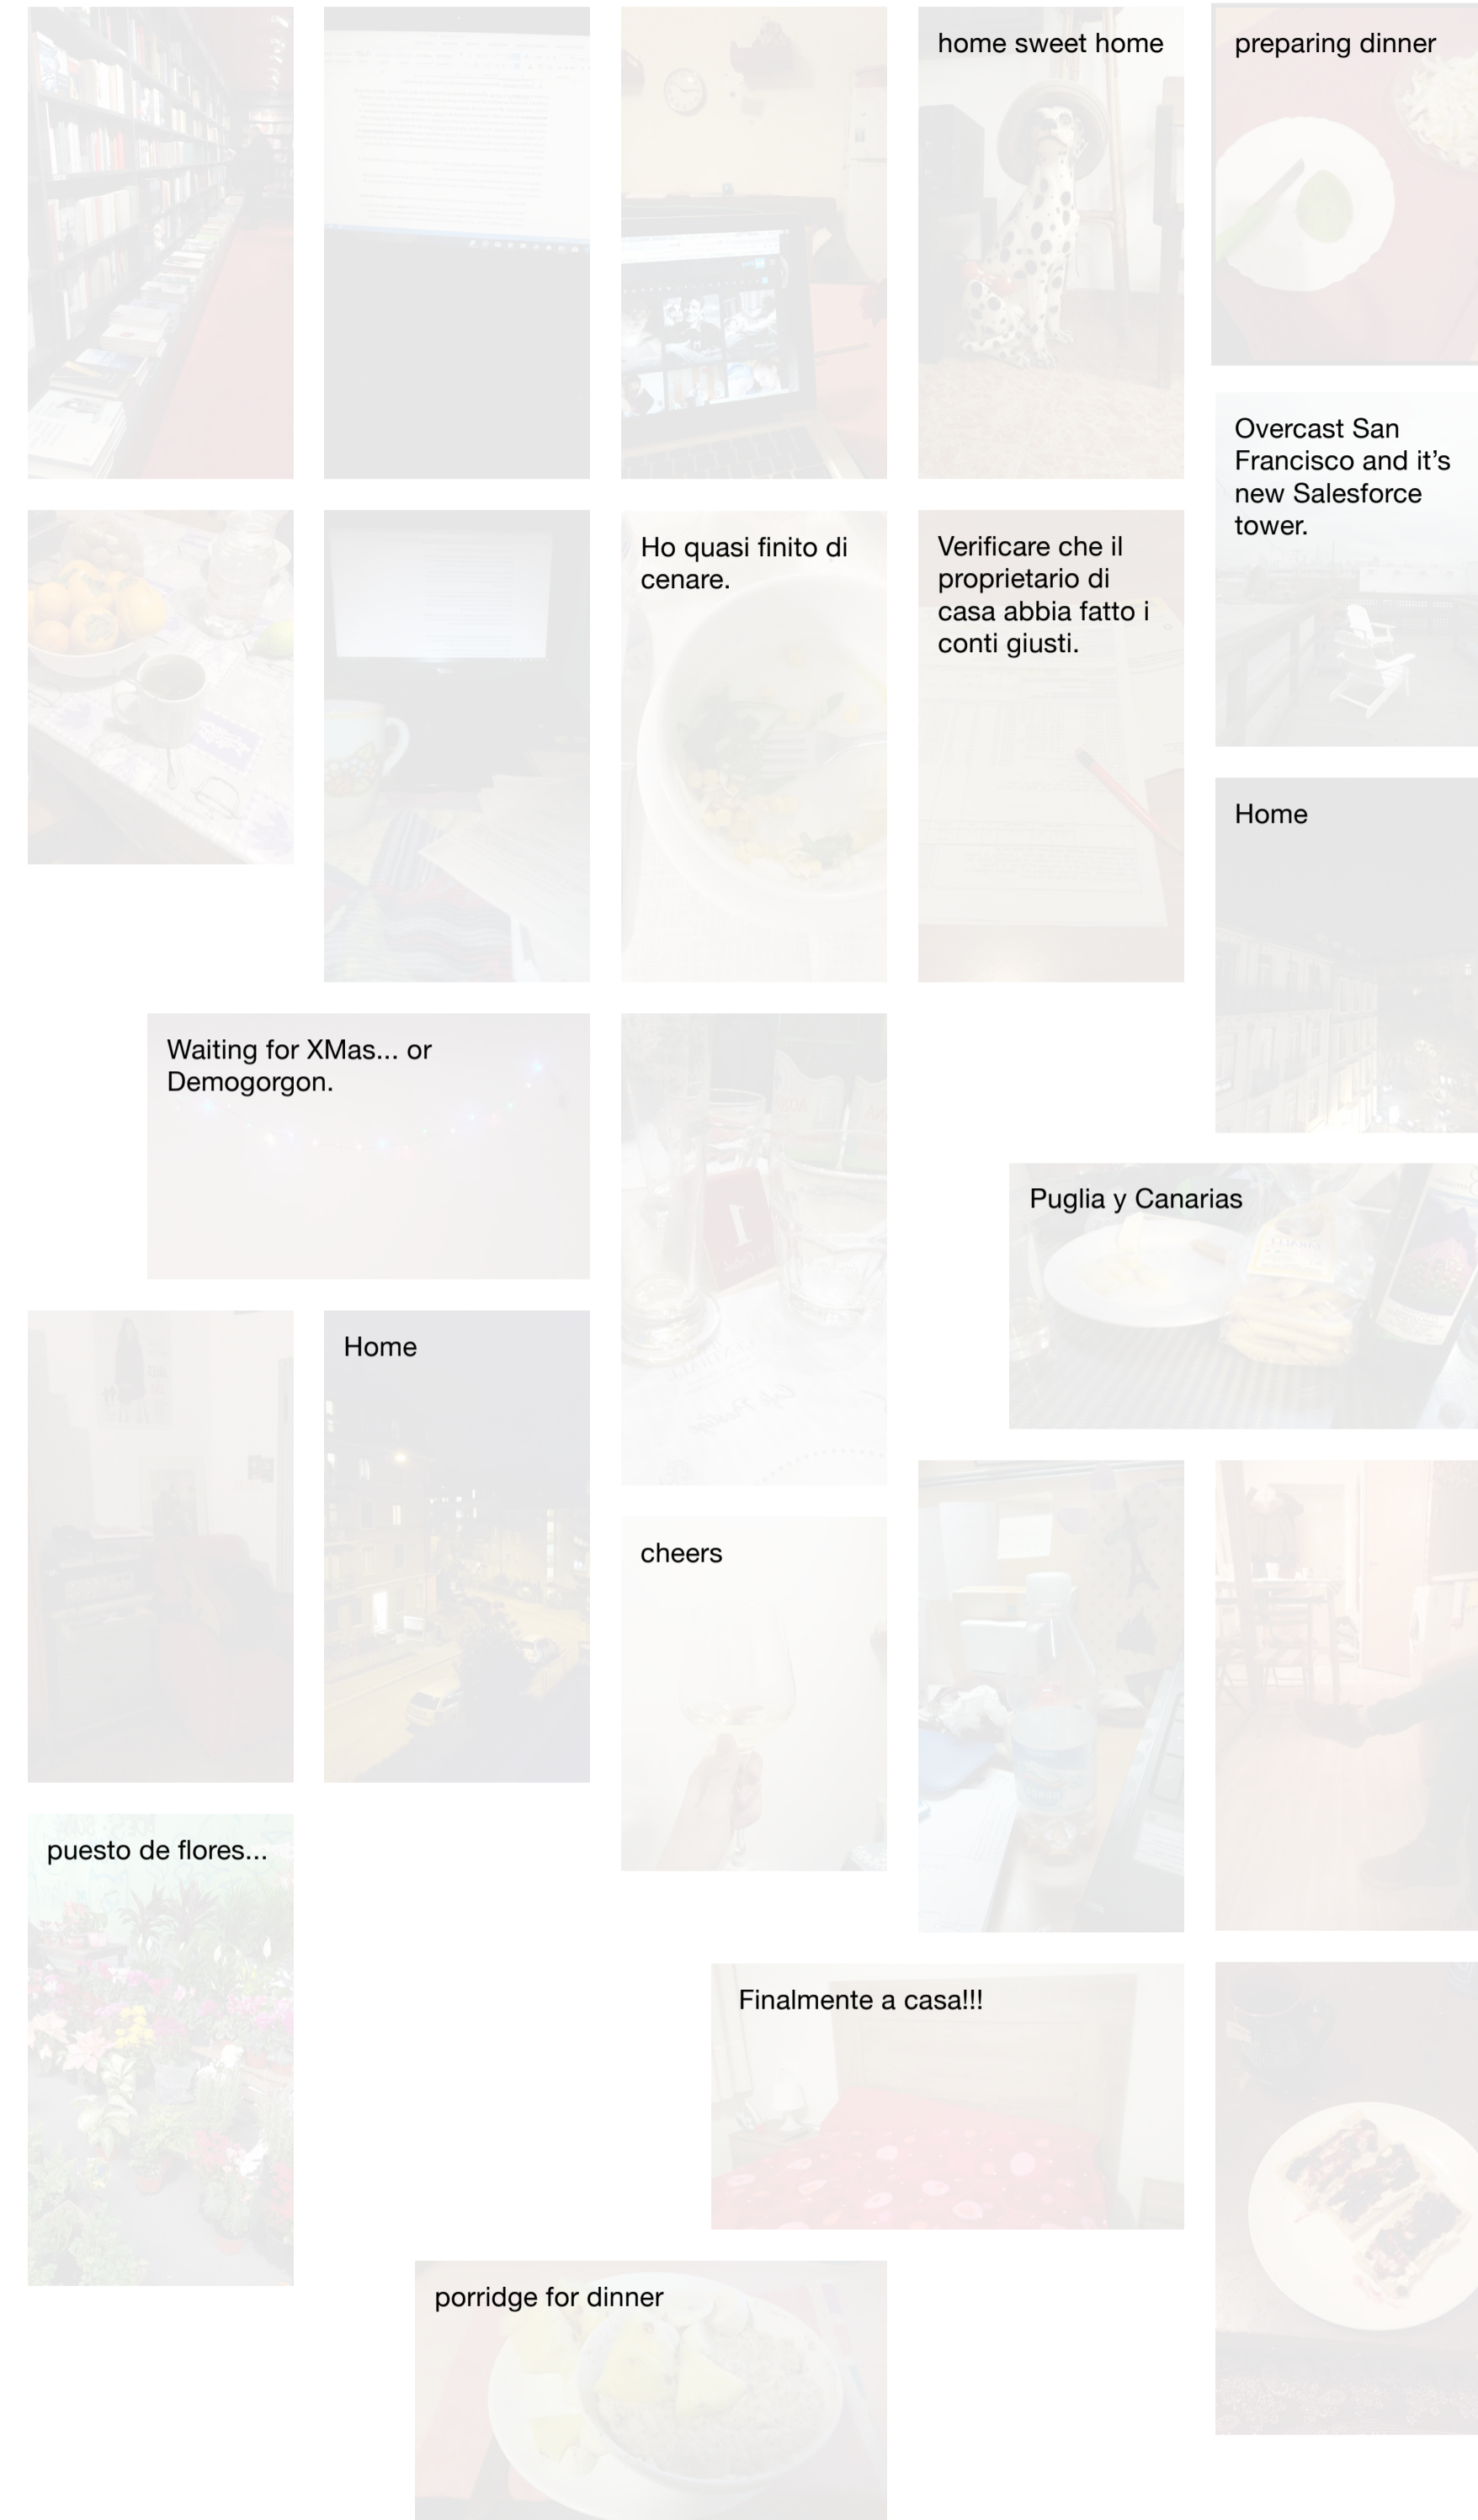 home sweet home
preparing dinner
Overcast San
Francisco and it’s
new Salesforce
tower.
Ho quasi finito di
cenare.
Verificare che il
proprietario di
casa abbia fatto i
conti giusti.
Home
Waiting for XMas... or
Demogorgon.
Puglia y Canarias
Home
cheers
puesto de flores...
Finalmente a casa!!!
porridge for dinner